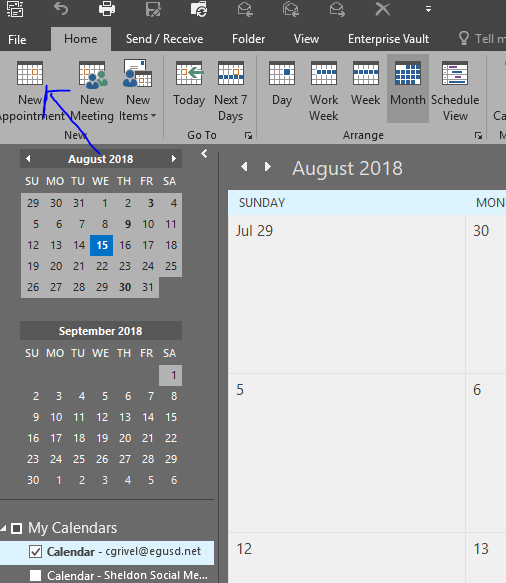 File Home Send / Receive Folder View Enterprise Vault Tell m
New Appointment New Meeting New Items Today Next 7 Days Day Work Week Week Month Schedule View Ca
New Go To Arrange M
August 2018
SU MO TU WE TH FR SA
29 30 31 1 2 3 4
5 6 7 8 9 10 11
12 13 14 15 16 17 18
19 20 21 22 23 24 25
26 27 28 29 30 31
September 2018
SU MO TU WE TH FR SA
1
2 3 4 5 6 7 8
9 10 11 12 13 14 15
16 17 18 19 20 21 22
23 24 25 26 27 28 29
30 1 2 3 4 5 6
My Calendars
Calendar - cgrivel@egusd.net
Calendar - Sheldon Social Me...
August 2018
SUNDAY MON
Jul 29 30
5 6
12 13